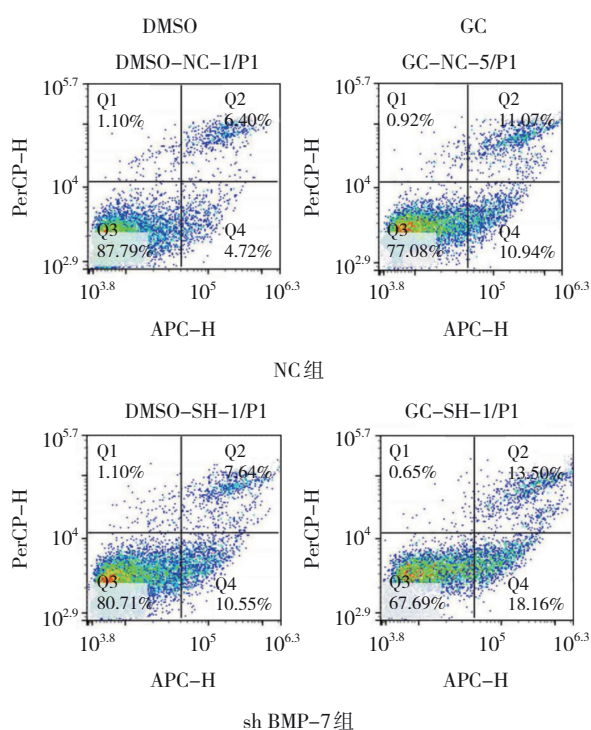 DMSO
GC
DMSO-NC-1/P1
GC-NC-5/P1
10^5.7
Q1
1.10%
Q2
6.40%
PerCP-H
10^4
Q3
87.79%
Q4
4.72%
10^2.9
10^3.8
10^5
10^6.3
APC-H
10^5.7
Q1
0.92%
Q2
11.07%
PerCP-H
10^4
Q3
77.08%
Q4
10.94%
10^2.9
10^3.8
10^5
10^6.3
APC-H
NC组
DMSO-SH-1/P1
GC-SH-1/P1
10^5.7
Q1
1.10%
Q2
7.64%
PerCP-H
10^4
Q3
80.71%
Q4
10.55%
10^2.9
10^3.8
10^5
10^6.3
APC-H
10^5.7
Q1
0.65%
Q2
13.50%
PerCP-H
10^4
Q3
67.69%
Q4
18.16%
10^2.9
10^3.8
10^5
10^6.3
APC-H
sh BMP-7组